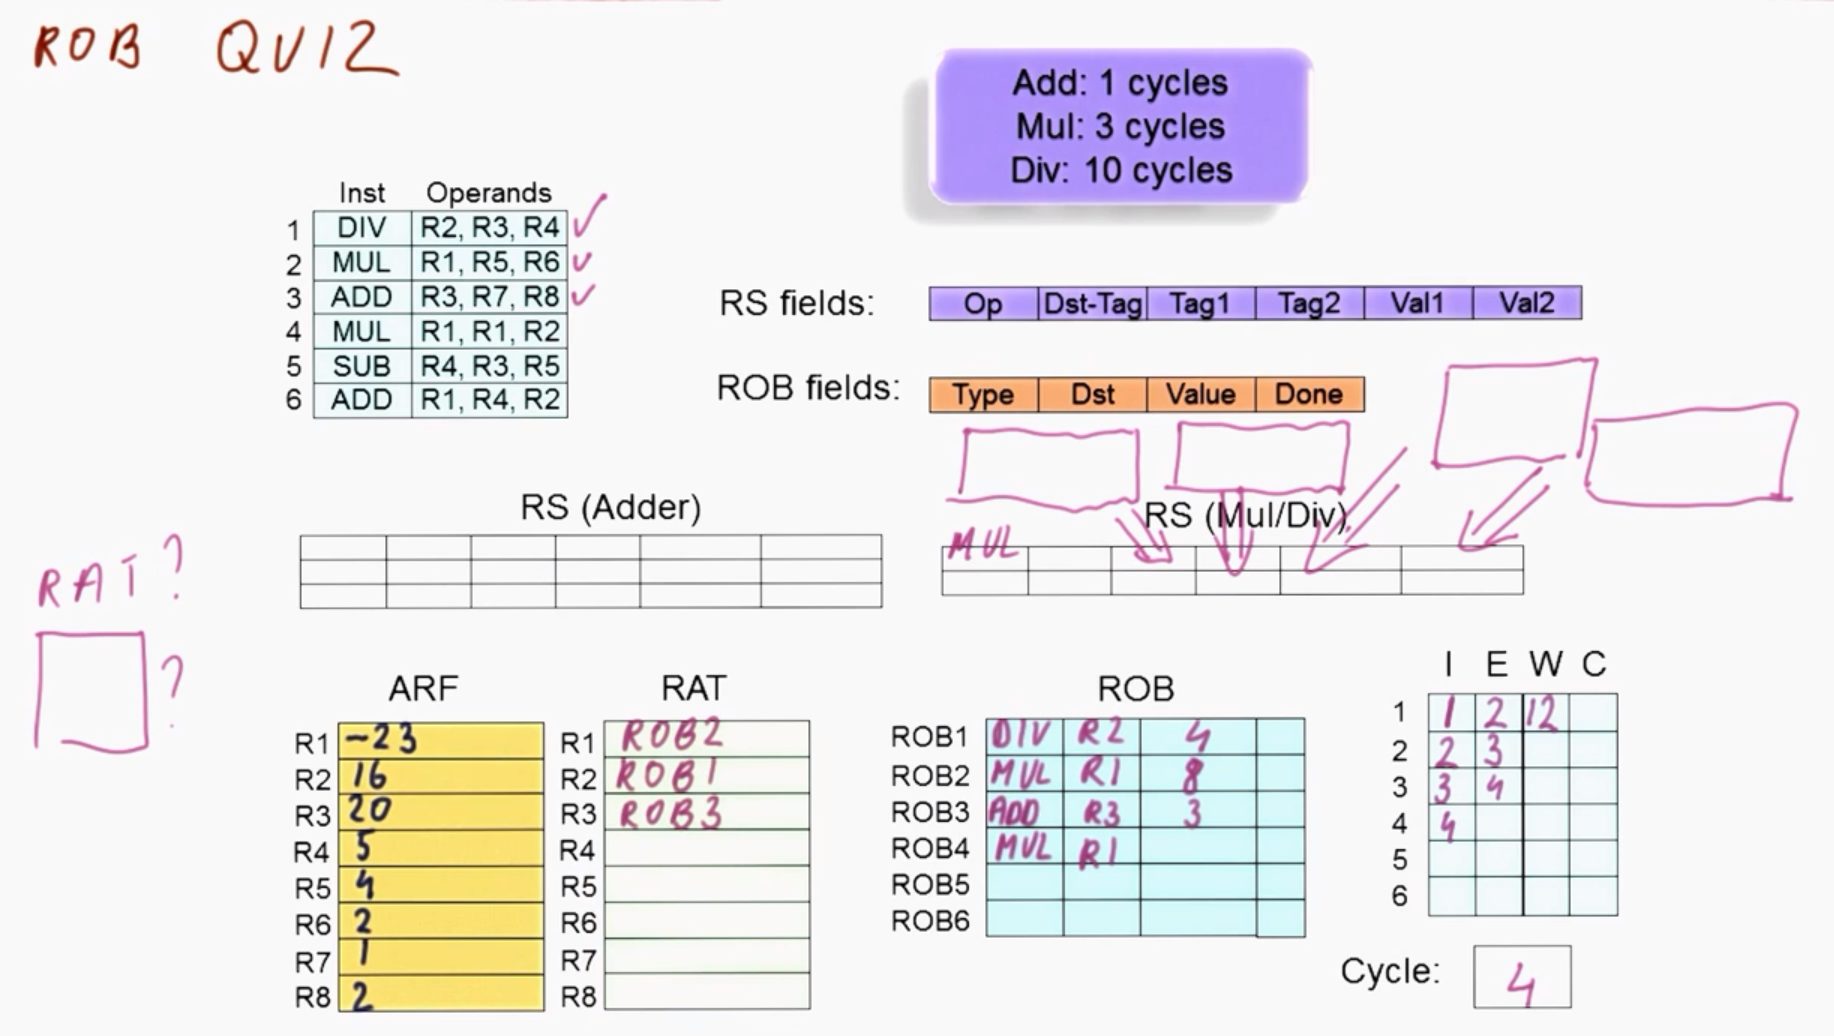 ROB QUIZ
Add: 1 cycles
Mul: 3 cycles
Div: 10 cycles
Inst Operands
1 DIV R2, R3, R4 ✓
2 MUL R1, R5, R6 ✓
3 ADD R3, R7, R8 ✓
4 MUL R1, R1, R2
5 SUB R4, R3, R5
6 ADD R1, R4, R2
RS fields: Op Dst-Tag Tag1 Tag2 Val1 Val2
ROB fields: Type Dst Value Done
RS (Adder)
RS (Mul/Div)
MUL
RAT?
?
ARF
R1 -23
R2 16
R3 20
R4 5
R5 4
R6 2
R7 1
R8 2
RAT
R1 ROB2
R2 ROB1
R3 ROB3
R4
R5
R6
R7
R8
ROB
ROB1 DIV R2 4
ROB2 MUL R1 8
ROB3 ADD R3 3
ROB4 MUL R1
ROB5
ROB6
I E W C
1 1 2 12
2 2 3
3 3 4
4 4
5
6
Cycle: 4